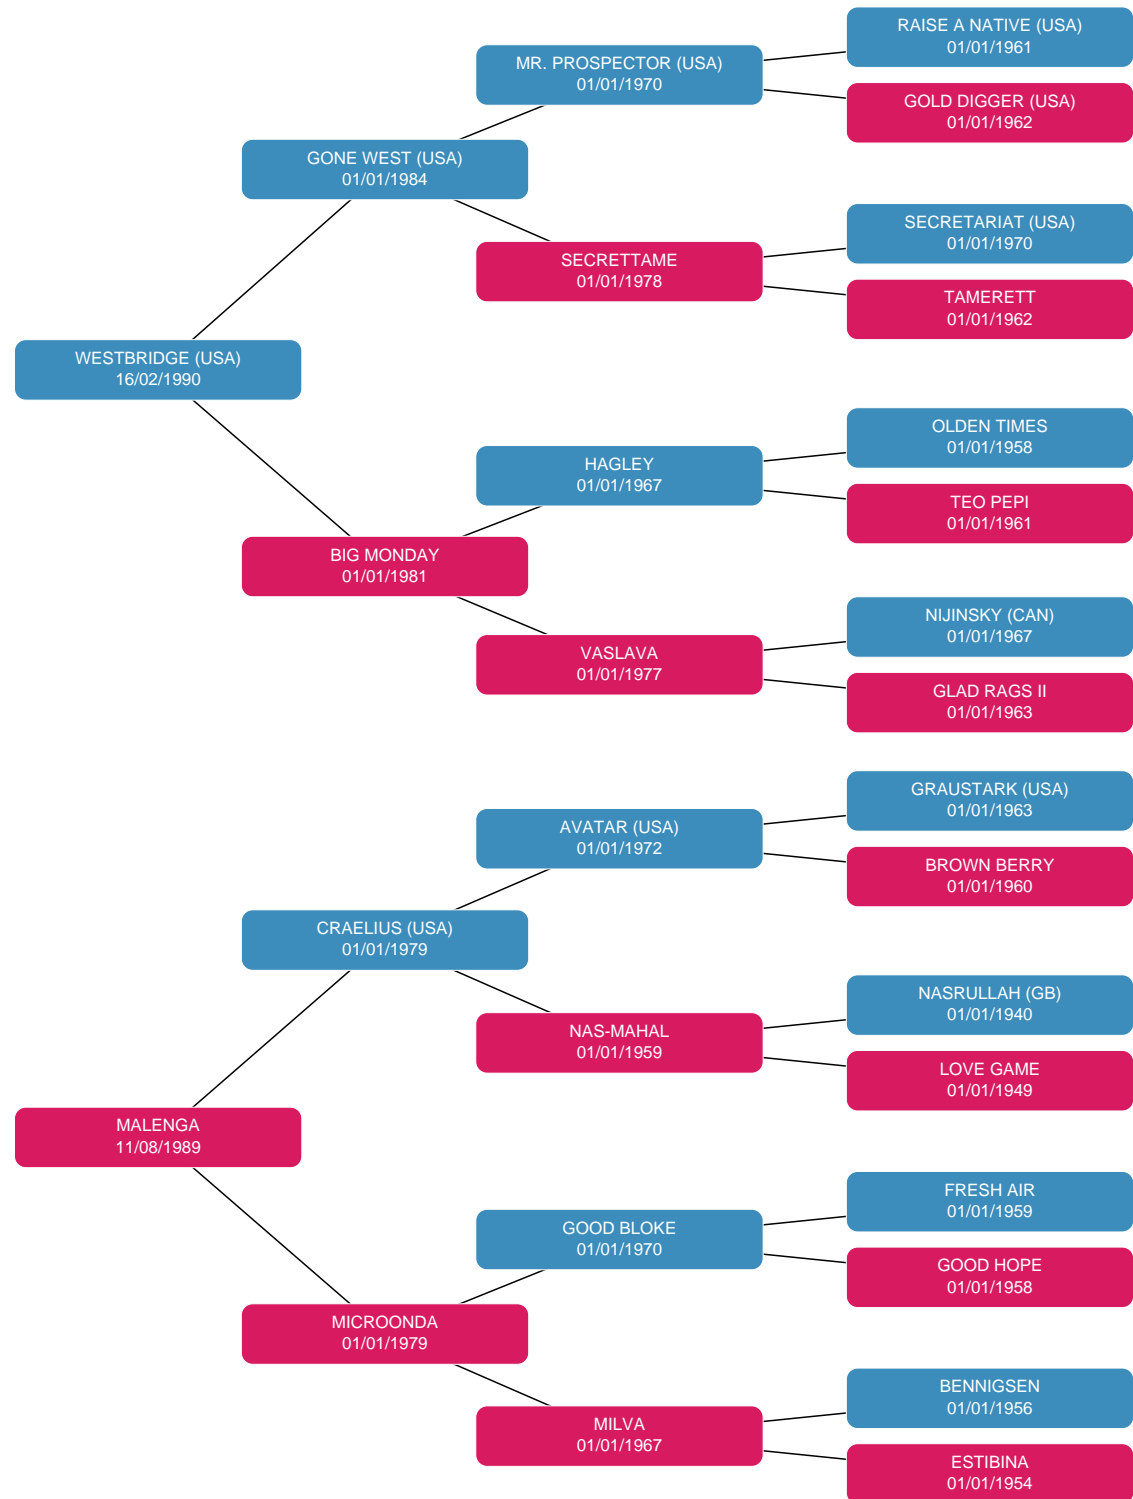 RAISE A NATIVE (USA)
01/01/1961
MR. PROSPECTOR (USA)
01/01/1970
GOLD DIGGER (USA)
01/01/1962
GONE WEST (USA)
01/01/1984
SECRETARIAT (USA)
01/01/1970
SECRETTAME
01/01/1978
TAMERETT
01/01/1962
WESTBRIDGE (USA)
16/02/1990
OLDEN TIMES
01/01/1958
HAGLEY
01/01/1967
TEO PEPI
01/01/1961
BIG MONDAY
01/01/1981
NIJINSKY (CAN)
01/01/1967
VASLAVA
01/01/1977
GLAD RAGS II
01/01/1963
GRAUSTARK (USA)
01/01/1963
AVATAR (USA)
01/01/1972
BROWN BERRY
01/01/1960
CRAELIUS (USA)
01/01/1979
NASRULLAH (GB)
01/01/1940
NAS-MAHAL
01/01/1959
LOVE GAME
01/01/1949
MALENGA
11/08/1989
FRESH AIR
01/01/1959
GOOD BLOKE
01/01/1970
GOOD HOPE
01/01/1958
MICROONDA
01/01/1979
BENNIGSEN
01/01/1956
MILVA
01/01/1967
ESTIBINA
01/01/1954